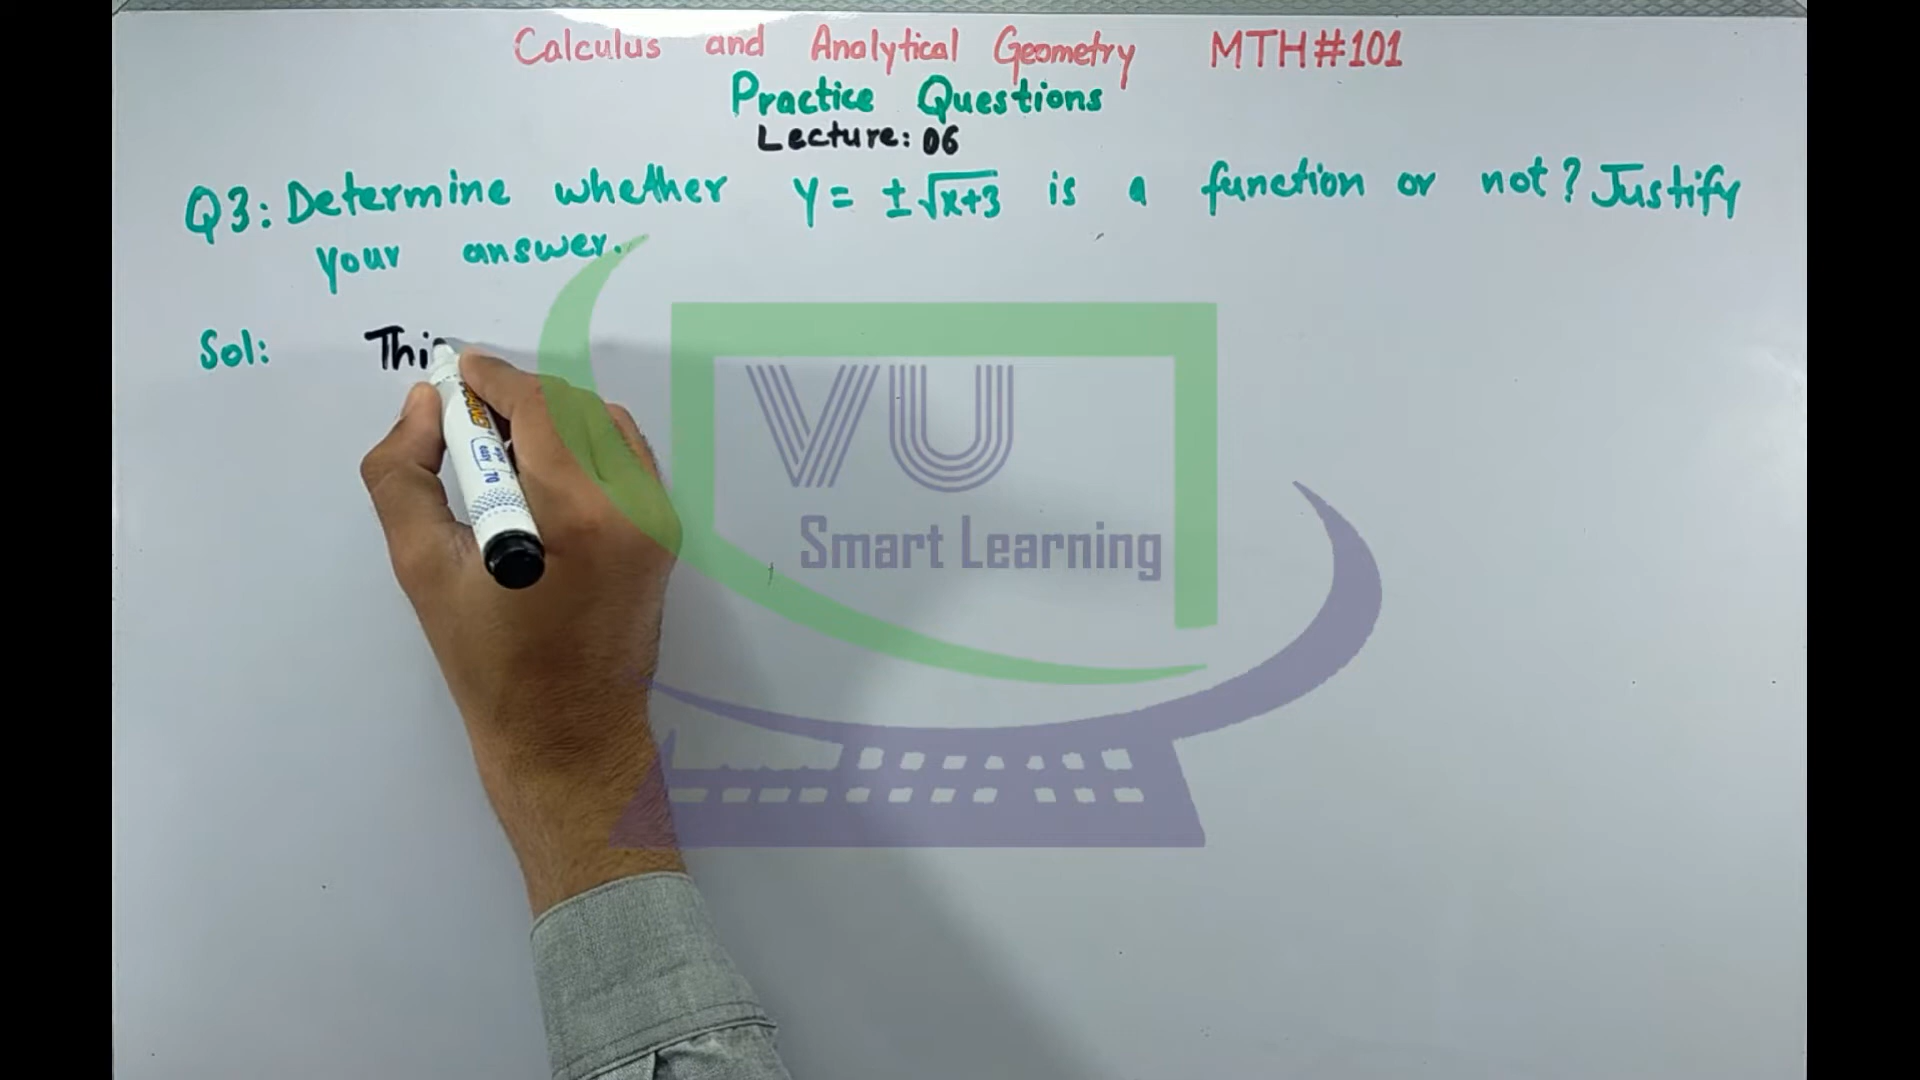 Calculus and Analytical Geometry MTH#101
Practice Questions
Lecture: 06
Q3: Determine whether y = ±√x+3 is a function or not? Justify
your answer.
Sol: Thi
VU
Smart Learning